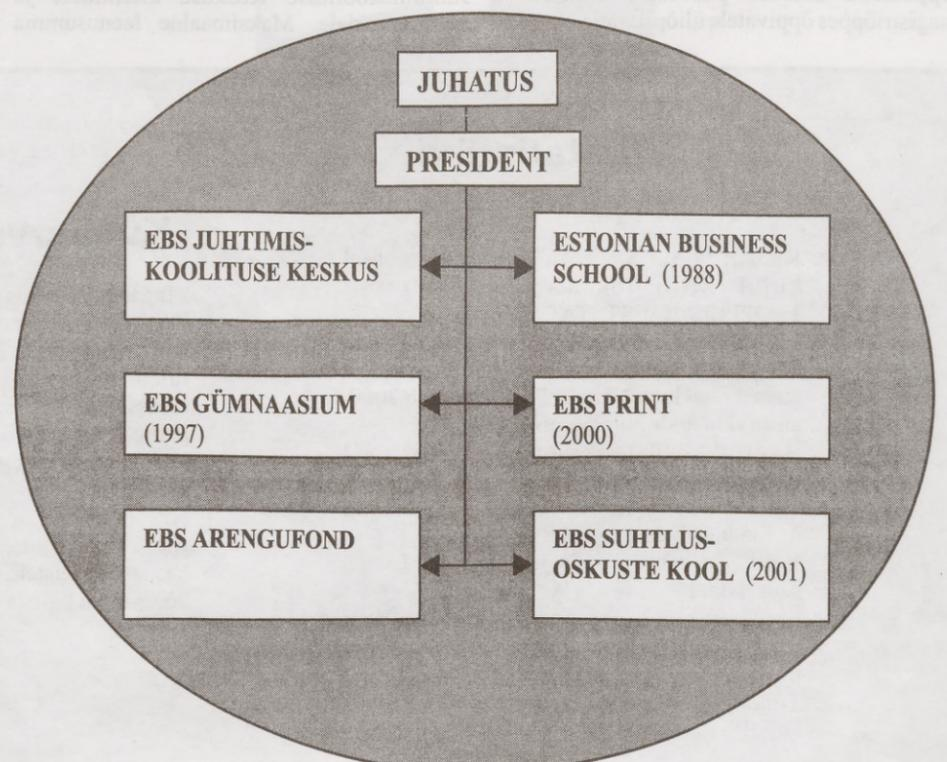 JUHATUS
PRESIDENT
EBS JUHTIMIS-
KOOLITUSE KESKUS
ESTONIAN BUSINESS
SCHOOL (1988)
EBS GÜMNAASIUM
(1997)
EBS PRINT
(2000)
EBS ARENGUFOND
EBS SUHTLUS-
OSKUSTE KOOL (2001)